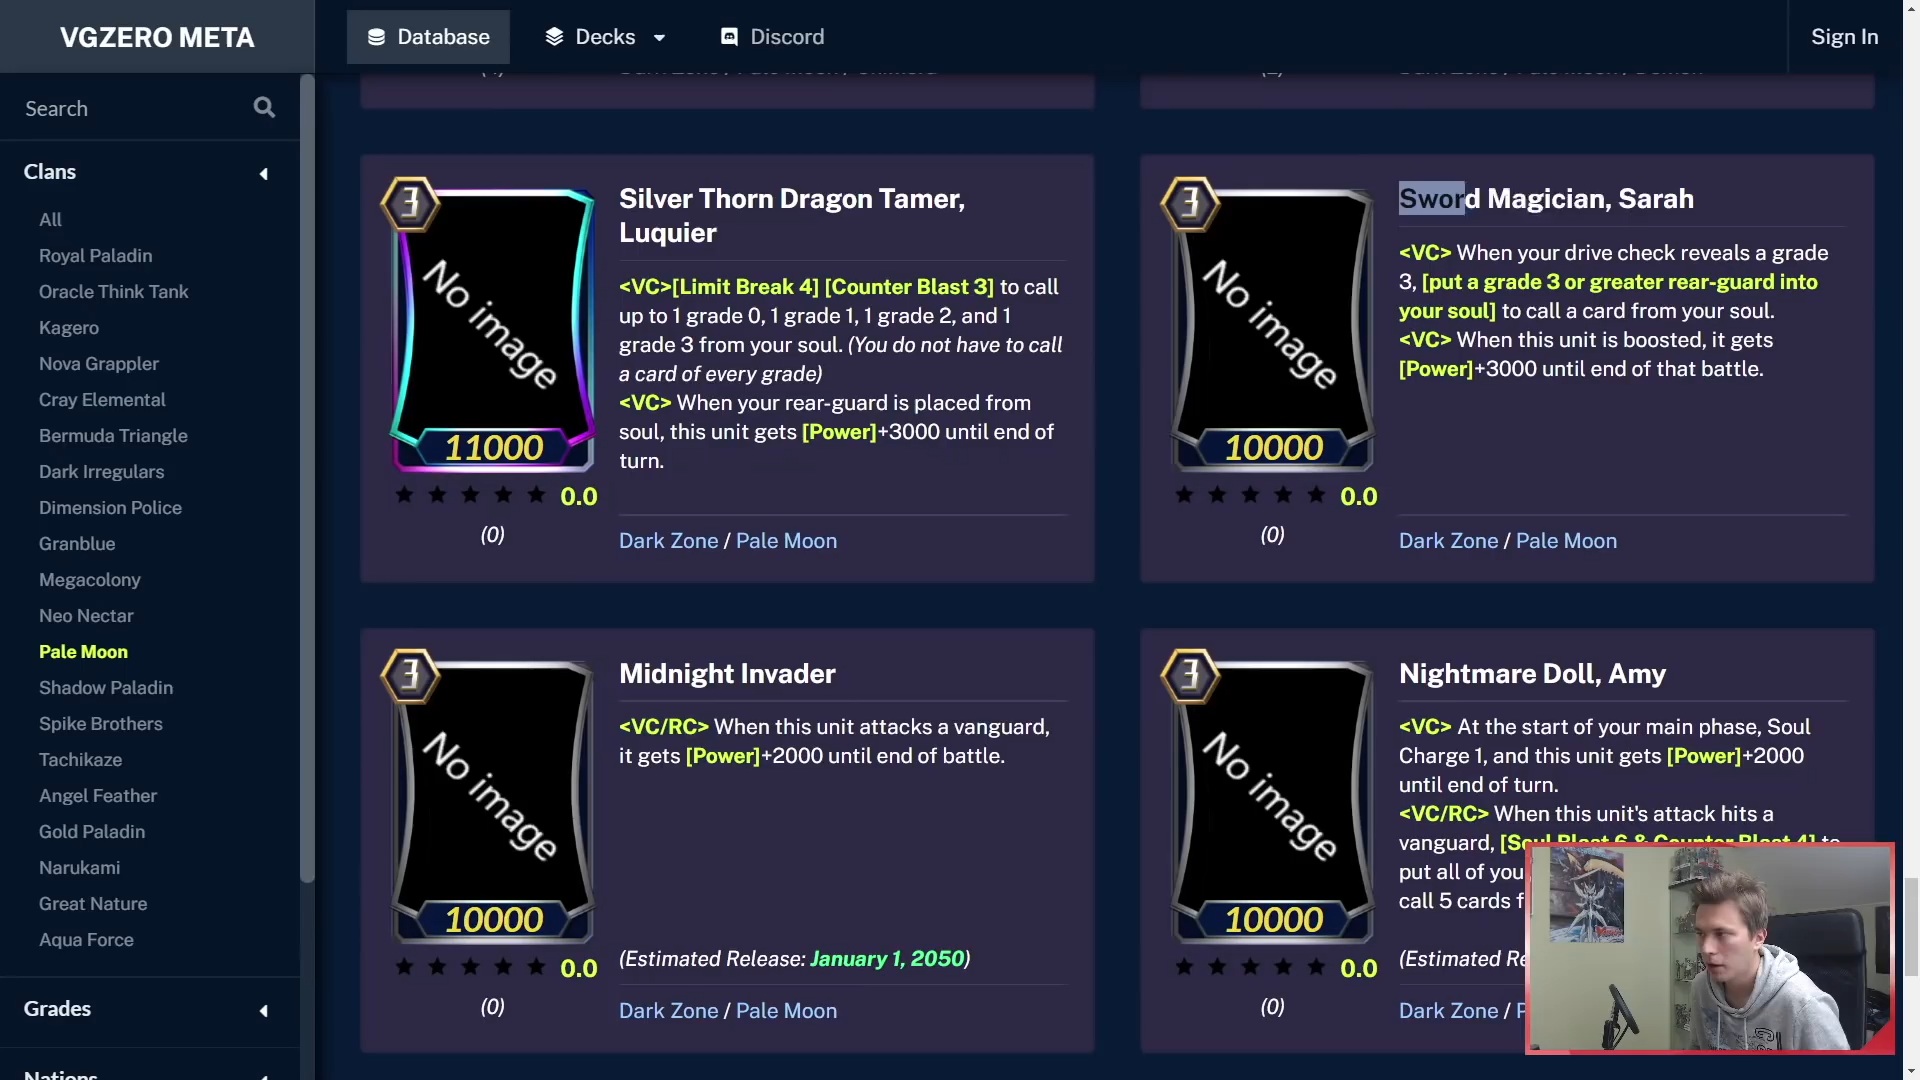 VGZERO META
Database
Decks
Discord
Sign In
Search
Clans
All
Royal Paladin
Oracle Think Tank
Kagero
Nova Grappler
Cray Elemental
Bermuda Triangle
Dark Irregulars
Dimension Police
Granblue
Megacolony
Neo Nectar
Pale Moon
Shadow Paladin
Spike Brothers
Tachikaze
Angel Feather
Gold Paladin
Narukami
Great Nature
Aqua Force
Grades
Nations
3
No image
11000
0.0
(0)
Silver Thorn Dragon Tamer,
Luquier
<VC>[Limit Break 4] [Counter Blast 3] to call
up to 1 grade 0, 1 grade 1, 1 grade 2, and 1
grade 3 from your soul. (You do not have to call
a card of every grade)
<VC> When your rear-guard is placed from
soul, this unit gets [Power]+3000 until end of
turn.
Dark Zone / Pale Moon
3
No image
10000
0.0
(0)
Sword Magician, Sarah
<VC> When your drive check reveals a grade
3, [put a grade 3 or greater rear-guard into
your soul] to call a card from your soul.
<VC> When this unit is boosted, it gets
[Power]+3000 until end of that battle.
Dark Zone / Pale Moon
3
No image
10000
0.0
(0)
Midnight Invader
<VC/RC> When this unit attacks a vanguard,
it gets [Power]+2000 until end of battle.
(Estimated Release: January 1, 2050)
Dark Zone / Pale Moon
3
No image
10000
0.0
(0)
Nightmare Doll, Amy
<VC> At the start of your main phase, Soul
Charge 1, and this unit gets [Power]+2000
until end of turn.
<VC/RC> When this unit's attack hits a
vanguard, [Soul Blast 6 & Counter Blast 4] to
put all of you
call 5 cards f
(Estimated Re
Dark Zone /